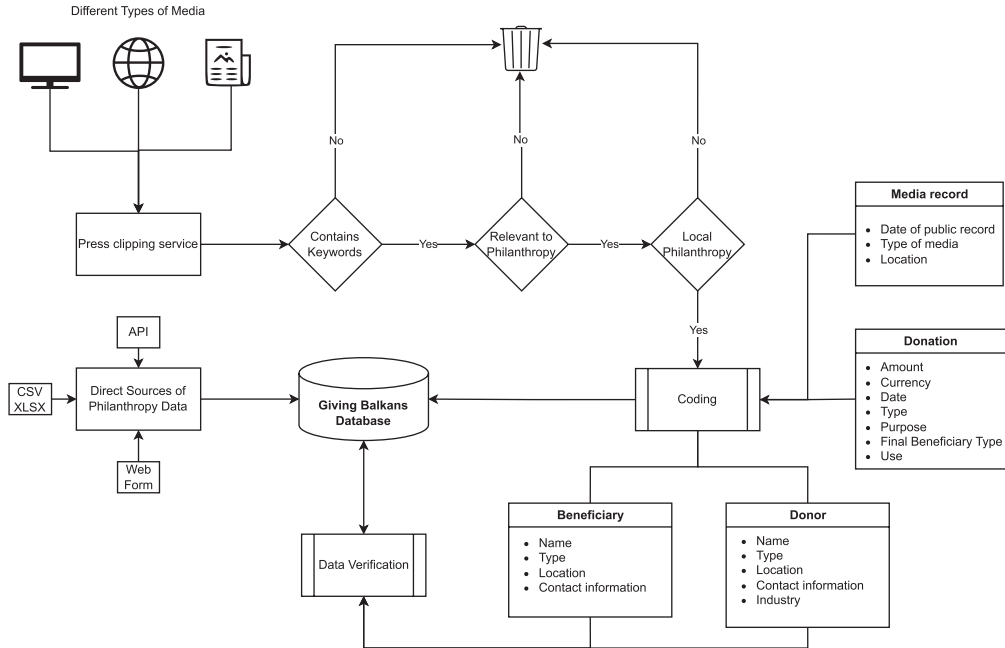 Different Types of Media
No
No
No
Press clipping service
Contains
Keywords
Yes
Relevant to
Philanthropy
Yes
Local
Philanthropy
Media record
• Date of public record
• Type of media
• Location
Yes
API
CSV
XLSX
Direct Sources of
Philanthropy Data
Web
Form
Giving Balkans
Database
Coding
Donation
• Amount
• Currency
• Date
• Type
• Purpose
• Final Beneficiary Type
• Use
Data Verification
Beneficiary
• Name
• Type
• Location
• Contact information
Donor
• Name
• Type
• Location
• Contact information
• Industry